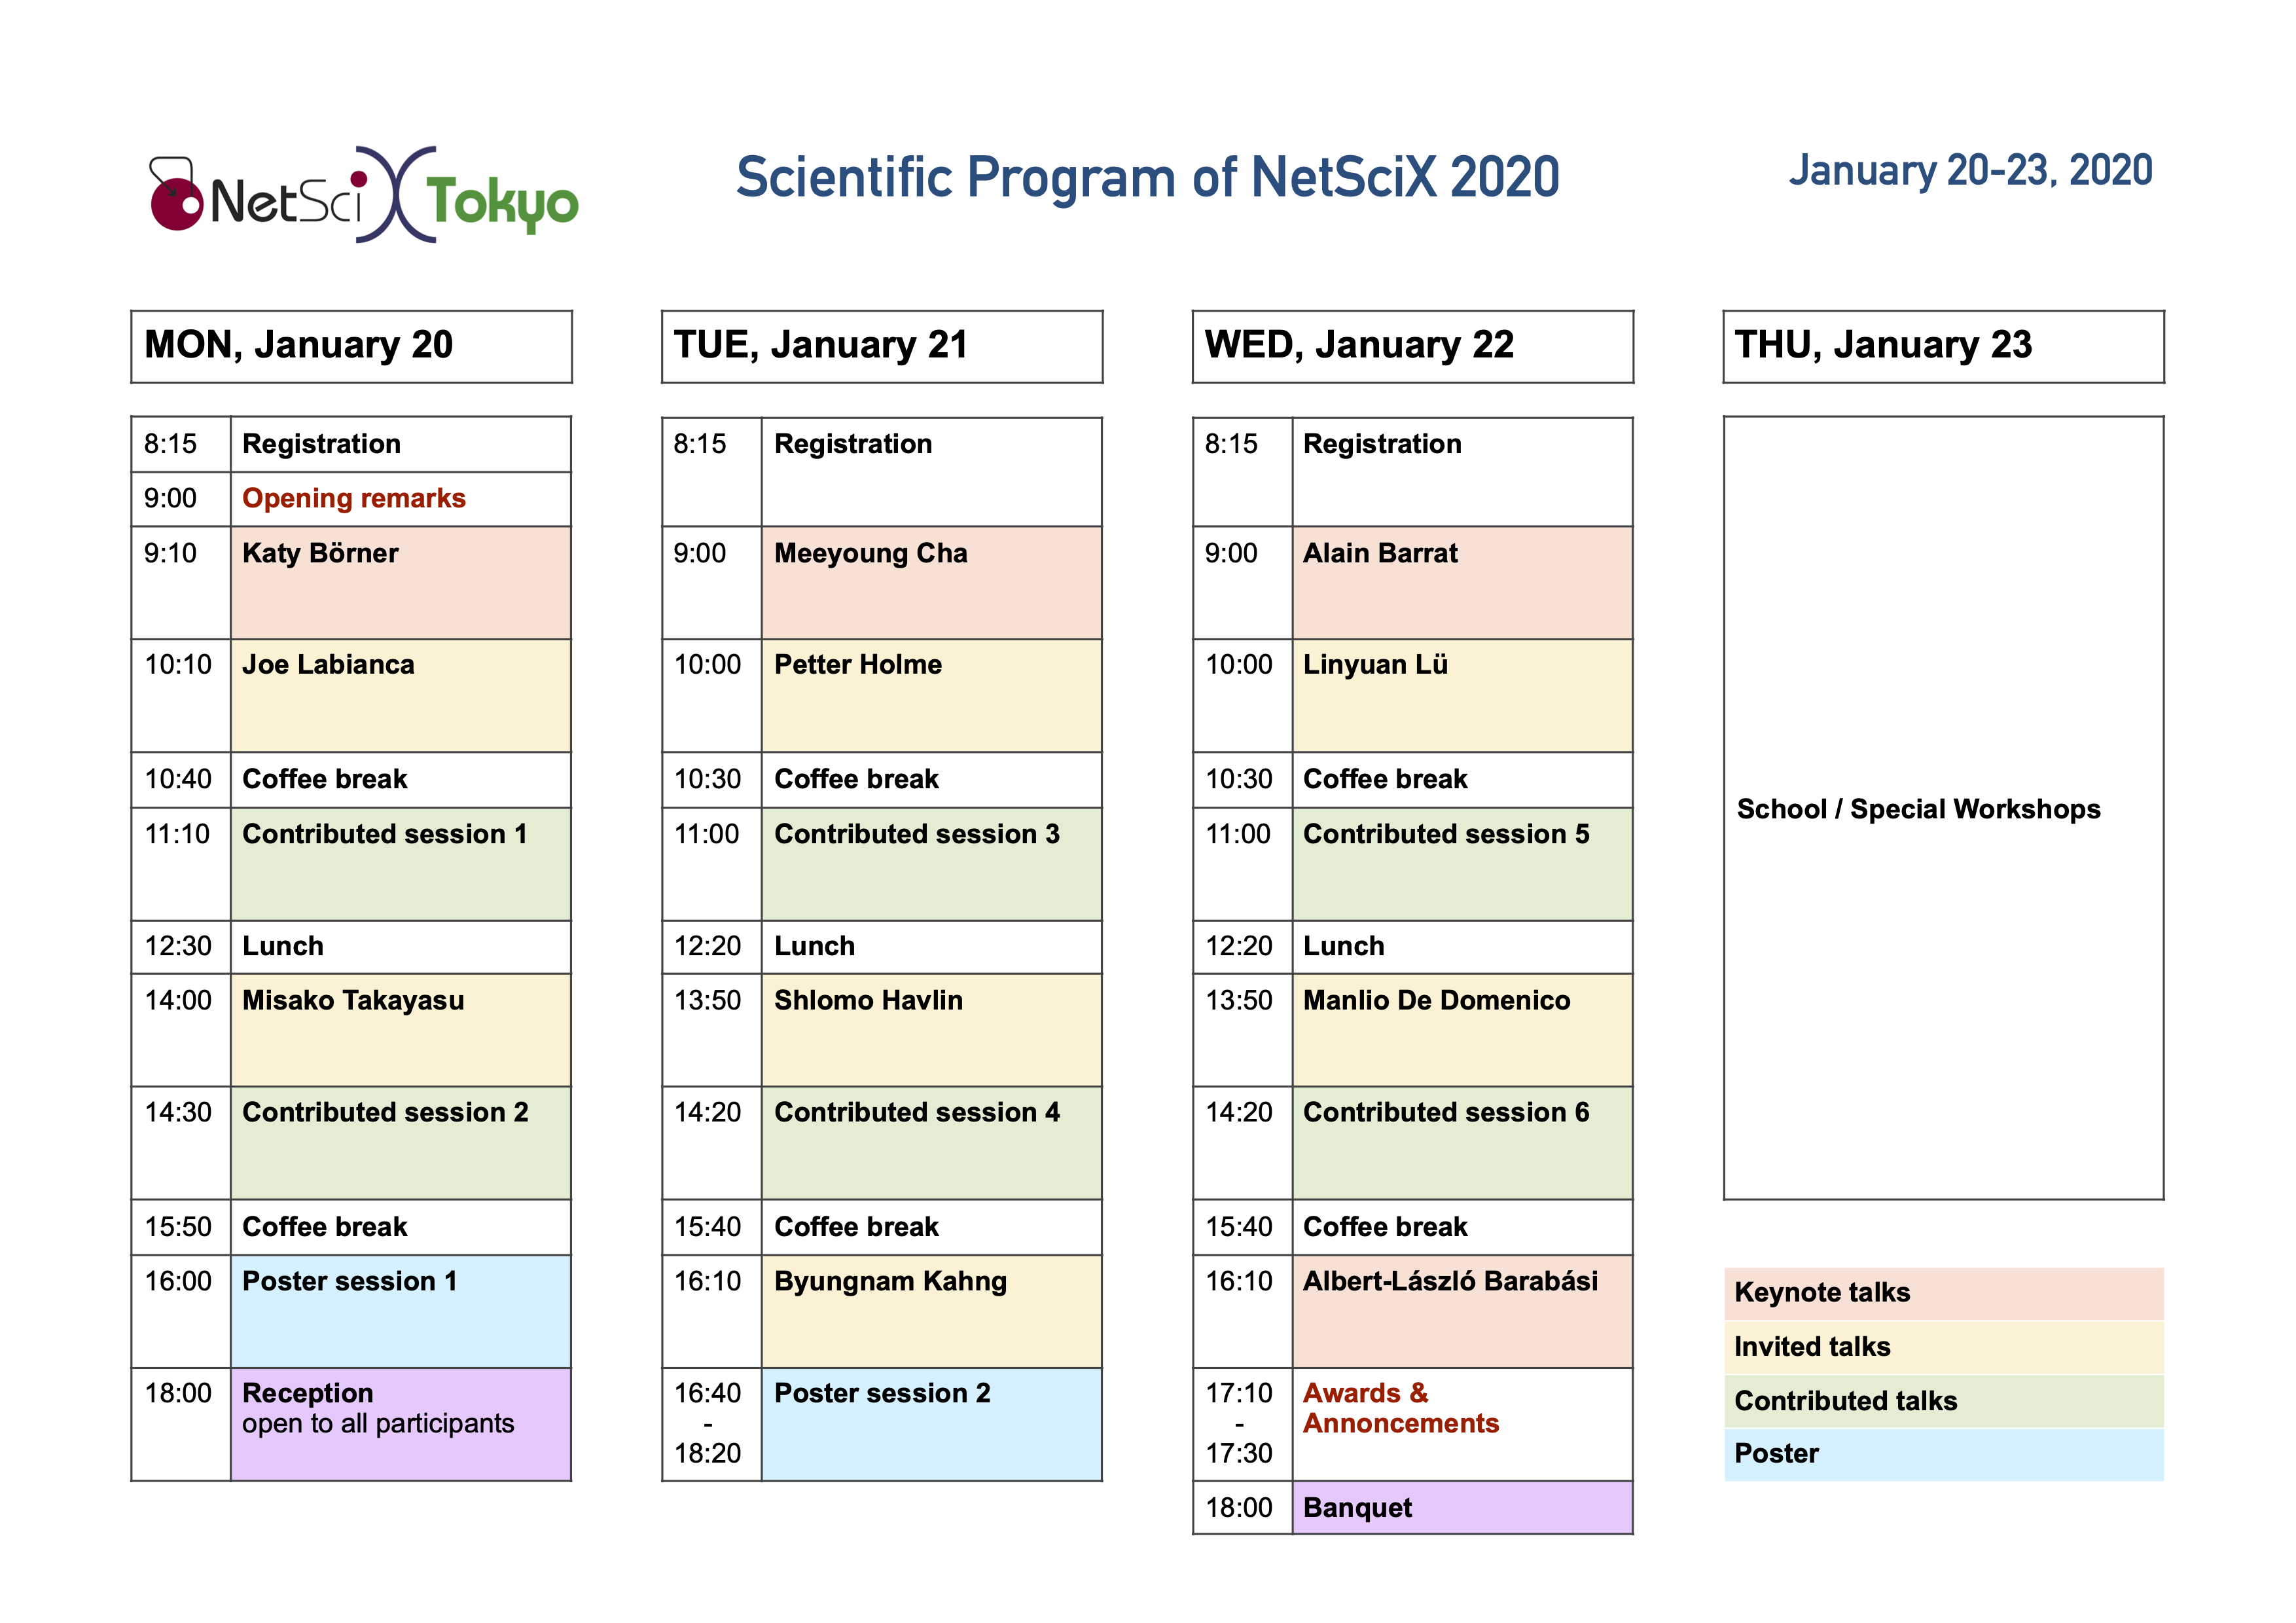 NetSci X Tokyo
Scientific Program of NetSciX 2020
January 20-23, 2020
MON, January 20
8:15 Registration
9:00 Opening remarks
9:10 Katy Börner
10:10 Joe Labianca
10:40 Coffee break
11:10 Contributed session 1
12:30 Lunch
14:00 Misako Takayasu
14:30 Contributed session 2
15:50 Coffee break
16:00 Poster session 1
18:00 Reception
open to all participants
TUE, January 21
8:15 Registration
9:00 Meeyoung Cha
10:00 Petter Holme
10:30 Coffee break
11:00 Contributed session 3
12:20 Lunch
13:50 Shlomo Havlin
14:20 Contributed session 4
15:40 Coffee break
16:10 Byungnam Kahng
16:40 Poster session 2
-
18:20
WED, January 22
8:15 Registration
9:00 Alain Barrat
10:00 Linyuan Lü
10:30 Coffee break
11:00 Contributed session 5
12:20 Lunch
13:50 Manlio De Domenico
14:20 Contributed session 6
15:40 Coffee break
16:10 Albert-László Barabási
17:10 Awards &
- Annoncements
17:30
18:00 Banquet
THU, January 23
School / Special Workshops
Keynote talks
Invited talks
Contributed talks
Poster